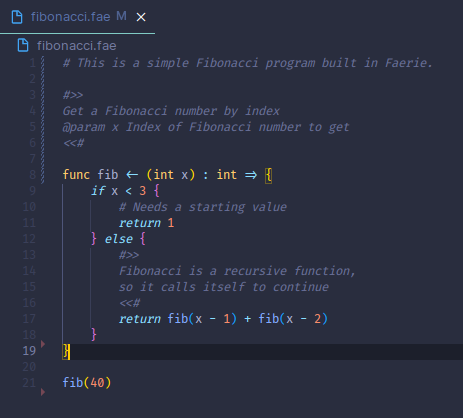 fibonacci.fae M ×
fibonacci.fae
1 # This is a simple Fibonacci program built in Faerie.
2
3 #>>
4 Get a Fibonacci number by index
5 @param x Index of Fibonacci number to get
6 <<#
7
8 func fib <- (int x) : int => {
9     if x < 3 {
10         # Needs a starting value
11         return 1
12     } else {
13         #>>
14         Fibonacci is a recursive function,
15         so it calls itself to continue
16         <<#
17         return fib(x - 1) + fib(x - 2)
18     }
19 }
20
21 fib(40)